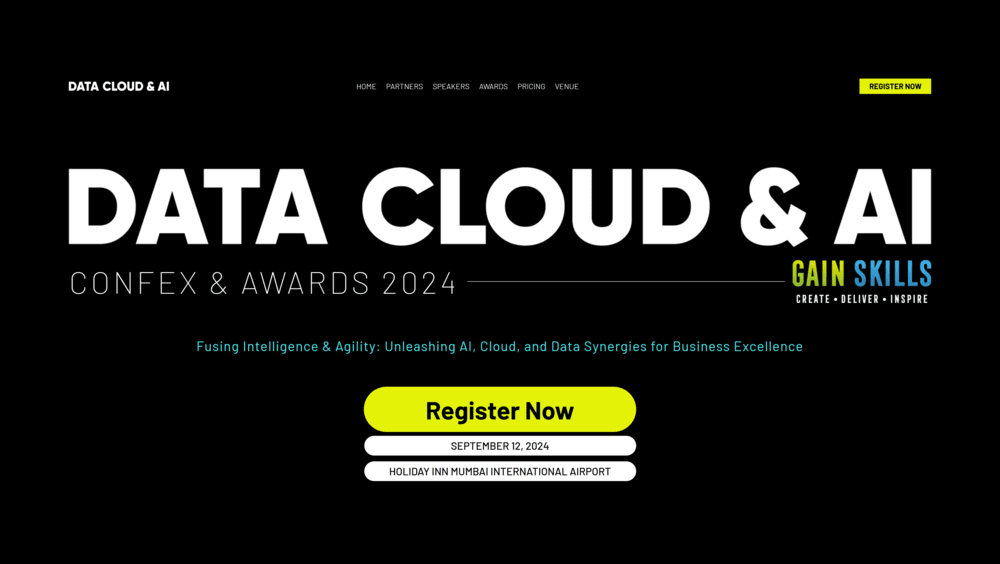 DATA CLOUD & AI
HOME PARTNERS SPEAKERS AWARDS PRICING VENUE
REGISTER NOW
DATA CLOUD & AI
CONFEX & AWARDS 2024
GAIN SKILLS
CREATE • DELIVER • INSPIRE
Fusing Intelligence & Agility: Unleashing AI, Cloud, and Data Synergies for Business Excellence
Register Now
SEPTEMBER 12, 2024
HOLIDAY INN MUMBAI INTERNATIONAL AIRPORT